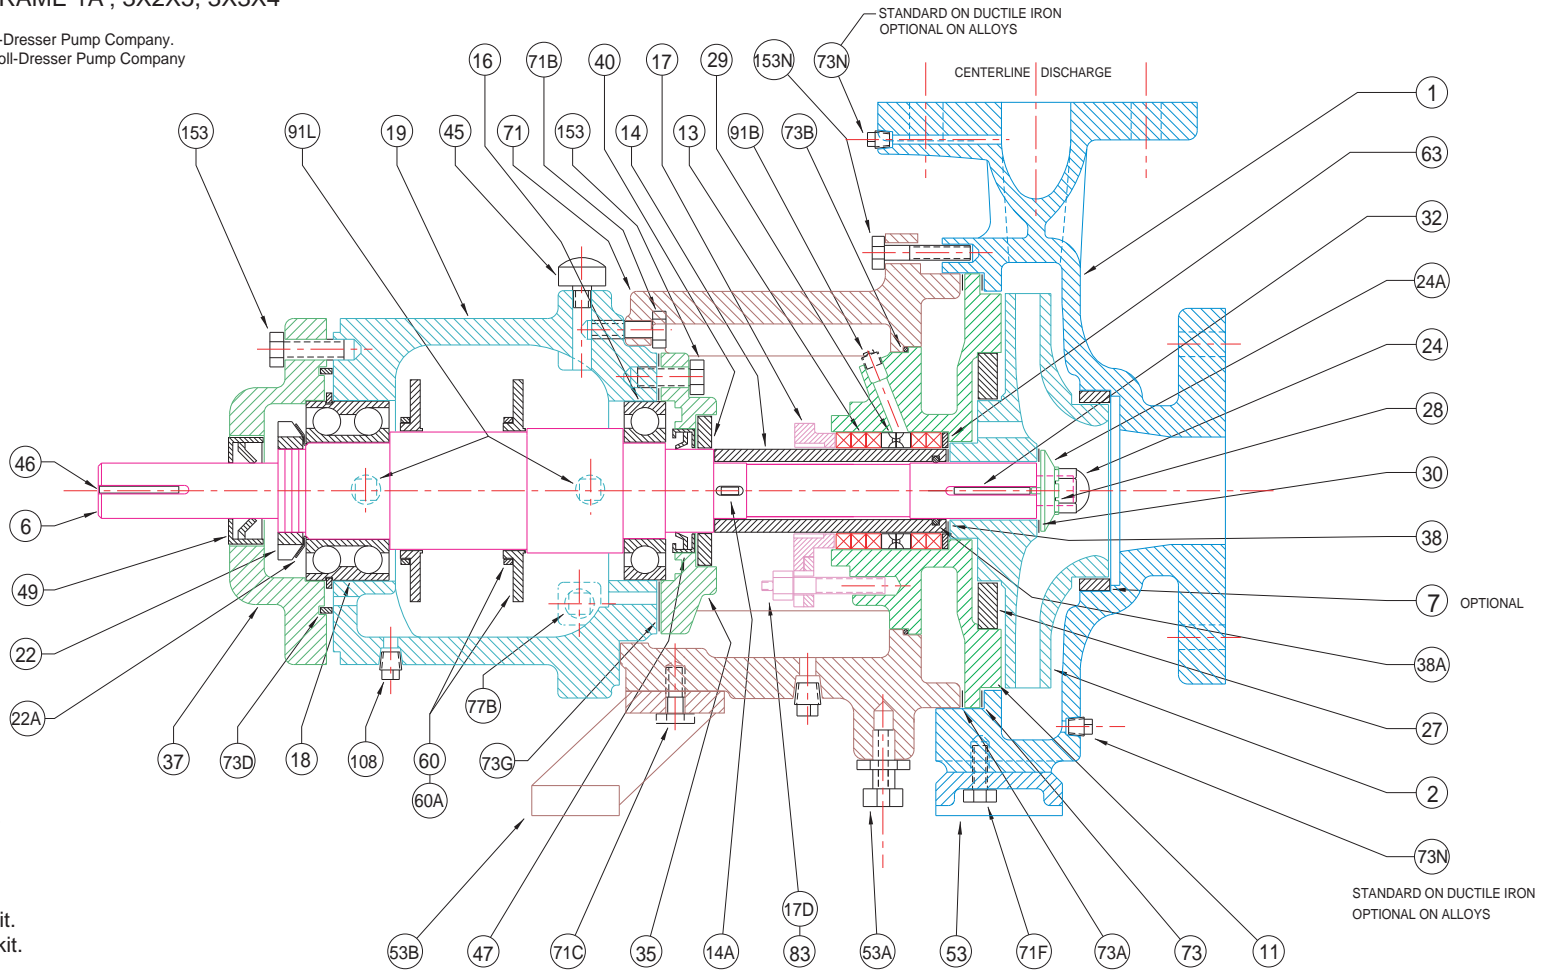 FRAME 1A , 3X2X5, 3X3X4
-Dresser Pump Company.
oll-Dresser Pump Company
STANDARD ON DUCTILE IRON
OPTIONAL ON ALLOYS
CENTERLINE DISCHARGE
16
71B
40
17
29
153N
73N
1
153
91L
19
45
71
153
14
13
91B
73B
63
32
24A
24
28
30
46
6
38
49
7 OPTIONAL
22
38A
22A
27
37
73D
18
108
60
60A
77B
73G
2
73N
STANDARD ON DUCTILE IRON
OPTIONAL ON ALLOYS
17D
83
53B
47
71C
35
14A
53A
53
71F
73A
73
11
it.
kit.